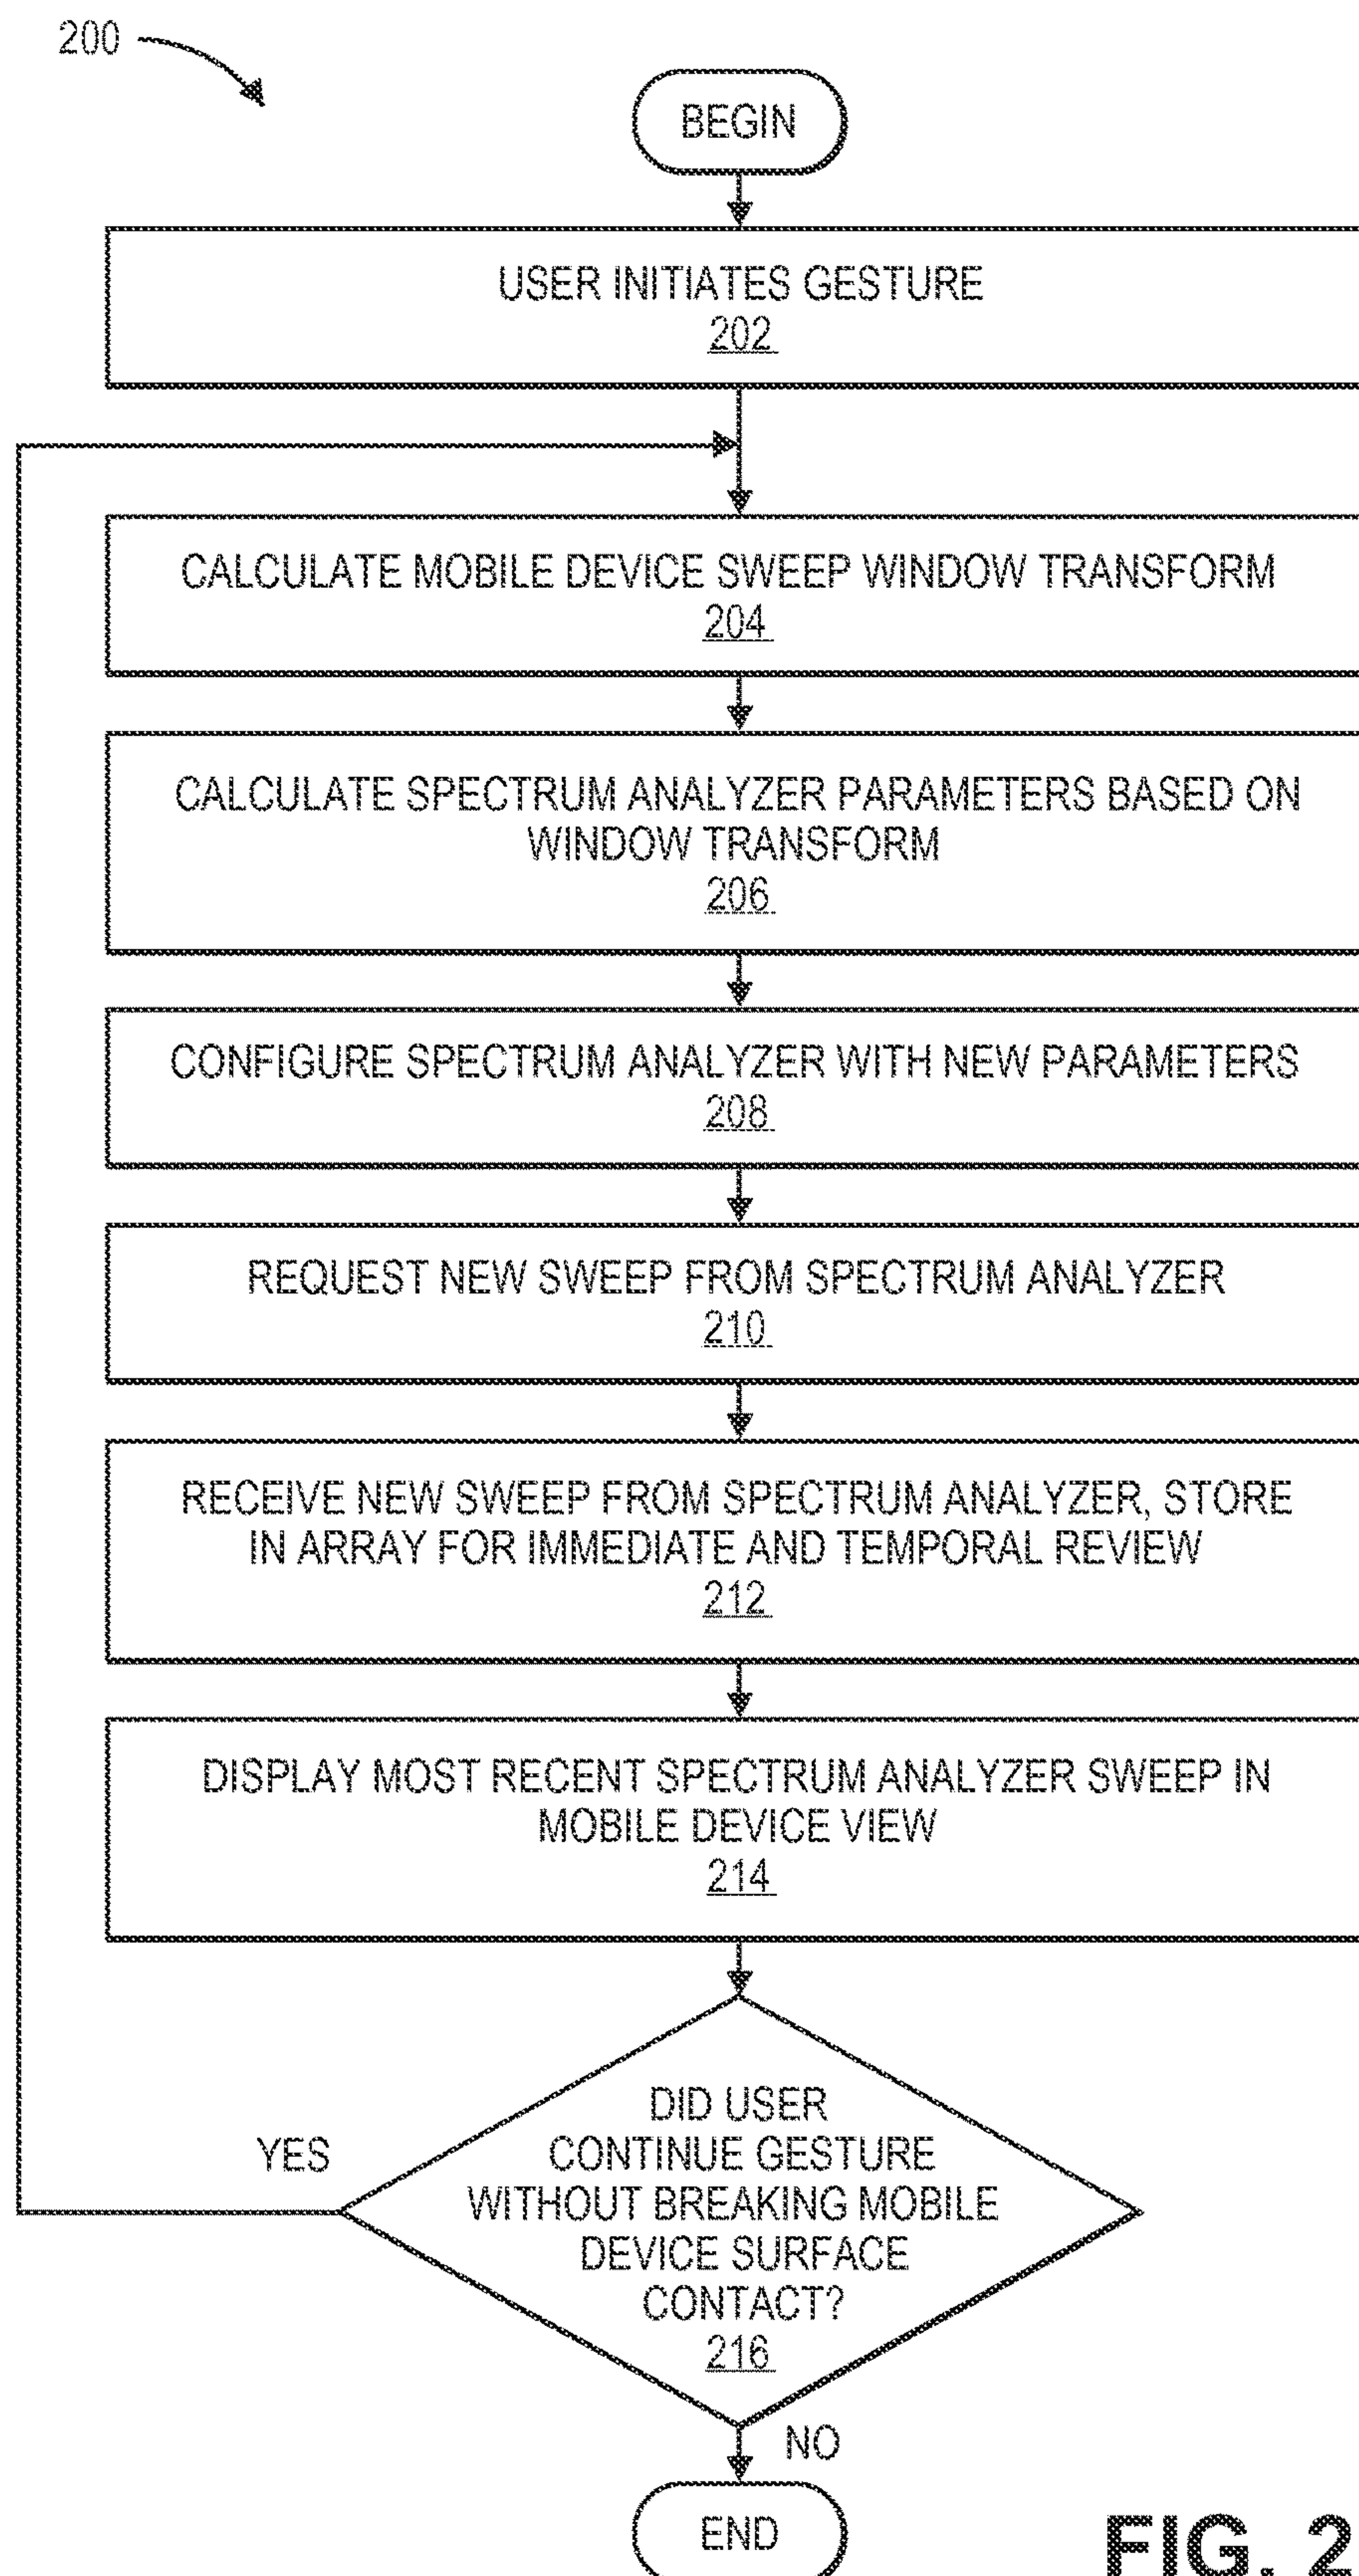 200
BEGIN
USER INITIATES GESTURE
202
CALCULATE MOBILE DEVICE SWEEP WINDOW TRANSFORM
204
CALCULATE SPECTRUM ANALYZER PARAMETERS BASED ON
WINDOW TRANSFORM
206
CONFIGURE SPECTRUM ANALYZER WITH NEW PARAMETERS
208
REQUEST NEW SWEEP FROM SPECTRUM ANALYZER
210
RECEIVE NEW SWEEP FROM SPECTRUM ANALYZER, STORE
IN ARRAY FOR IMMEDIATE AND TEMPORAL REVIEW
212
DISPLAY MOST RECENT SPECTRUM ANALYZER SWEEP IN
MOBILE DEVICE VIEW
214
DID USER
CONTINUE GESTURE
WITHOUT BREAKING MOBILE
DEVICE SURFACE
CONTACT?
216
YES
NO
END
FIG. 2